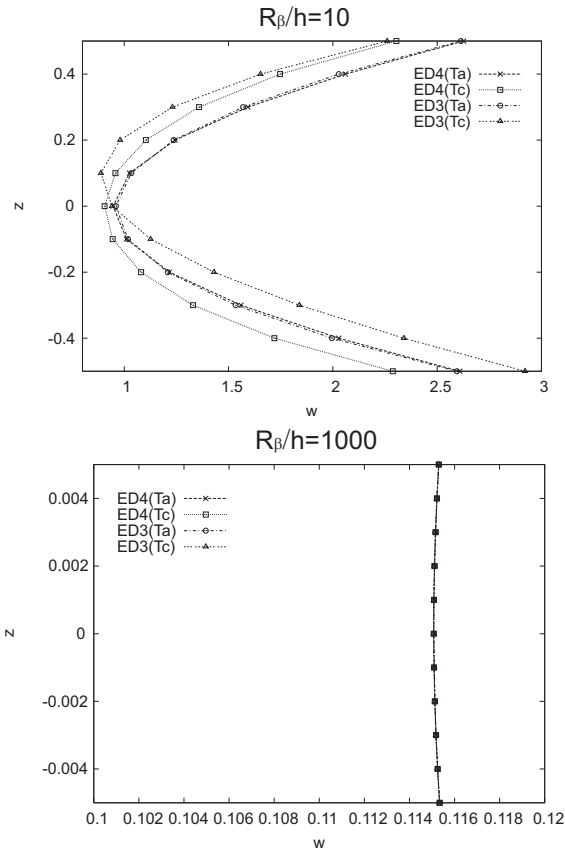 Rβ/h=10
0.4
0.2
0
-0.2
-0.4
z
ED4(Ta)
ED4(Tc)
ED3(Ta)
ED3(Tc)
1 1.5 2 2.5 3
w
Rβ/h=1000
0.004
0.002
0
-0.002
-0.004
z
ED4(Ta)
ED4(Tc)
ED3(Ta)
ED3(Tc)
0.1 0.102 0.104 0.106 0.108 0.11 0.112 0.114 0.116 0.118 0.12
w